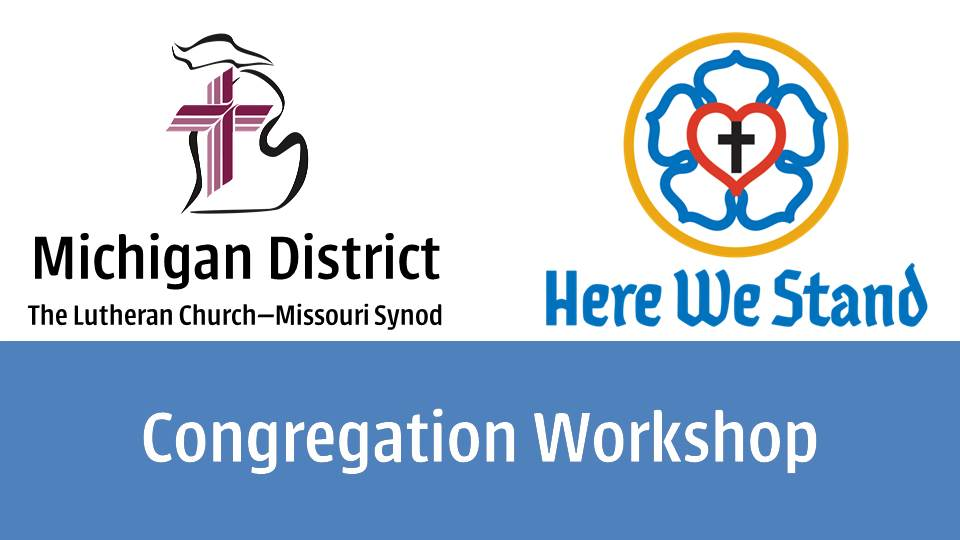 Michigan District
The Lutheran Church—Missouri Synod
Here We Stand
Congregation Workshop